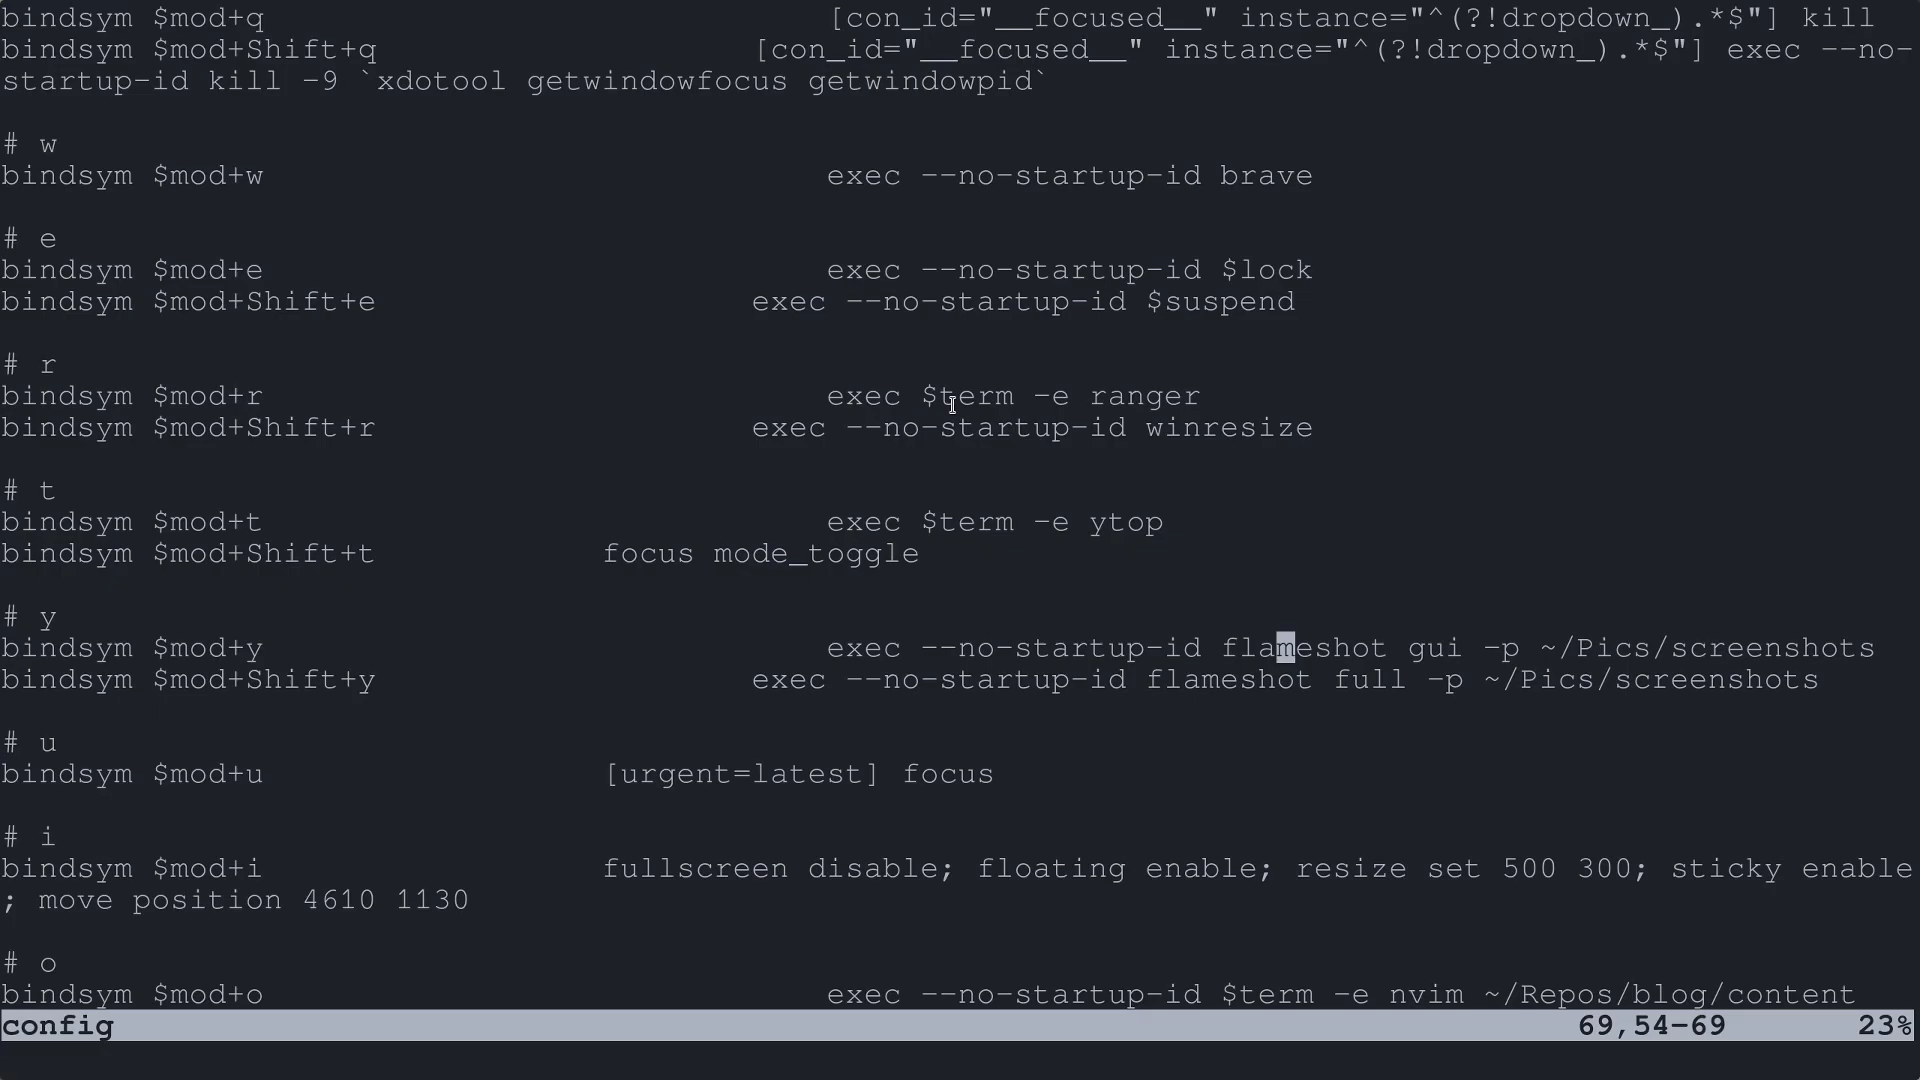 bindsym $mod+q [con_id="__focused__" instance="^(?!dropdown_).*$"] kill
bindsym $mod+Shift+q [con_id="__focused__" instance="^(?!dropdown_).*$"] exec --no-
startup-id kill -9 `xdotool getwindowfocus getwindowpid`
# w
bindsym $mod+w exec --no-startup-id brave
# e
bindsym $mod+e exec --no-startup-id $lock
bindsym $mod+Shift+e exec --no-startup-id $suspend
# r
bindsym $mod+r exec $term -e ranger
bindsym $mod+Shift+r exec --no-startup-id winresize
# t
bindsym $mod+t exec $term -e ytop
bindsym $mod+Shift+t focus mode_toggle
# y
bindsym $mod+y exec --no-startup-id flameshot gui -p ~/Pics/screenshots
bindsym $mod+Shift+y exec --no-startup-id flameshot full -p ~/Pics/screenshots
# u
bindsym $mod+u [urgent=latest] focus
# i
bindsym $mod+i fullscreen disable; floating enable; resize set 500 300; sticky enable
; move position 4610 1130
# o
bindsym $mod+o exec --no-startup-id $term -e nvim ~/Repos/blog/content
config 69,54-69 23%